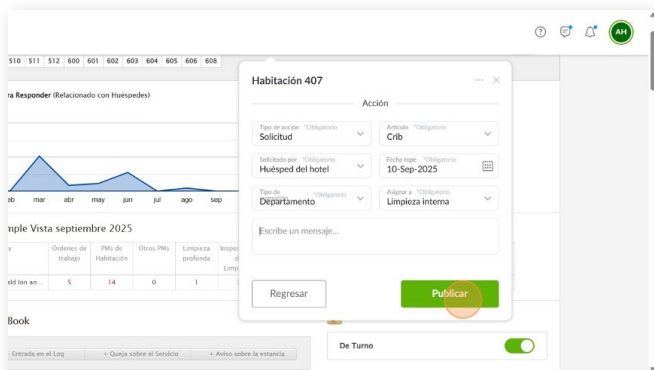 AH
510 511 512 600 601 602 603 604 605 606 608
ra Responder (Relacionado con Huéspedes)
mar abr may jun jul ago sep
mple Vista septiembre 2025
Órdenes de trabajo
PMs de Habitación
Otros PMs
Limpieza profunda
ald Inn an... 5 14 0 1
Book
Entrada en el Log + Queja sobre el Servicio + Aviso sobre la estancia
Habitación 407
Acción
Tipo de acción *Obligatorio
Solicitud
Artículo *Obligatorio
Crib
Solicitado por *Obligatorio
Huésped del hotel
Fecha tope *Obligatorio
10-Sep-2025
Tipo de *Obligatorio
Departamento
Asignar a *Obligatorio
Limpieza interna
Escribe un mensaje...
Regresar
Publicar
De Turno